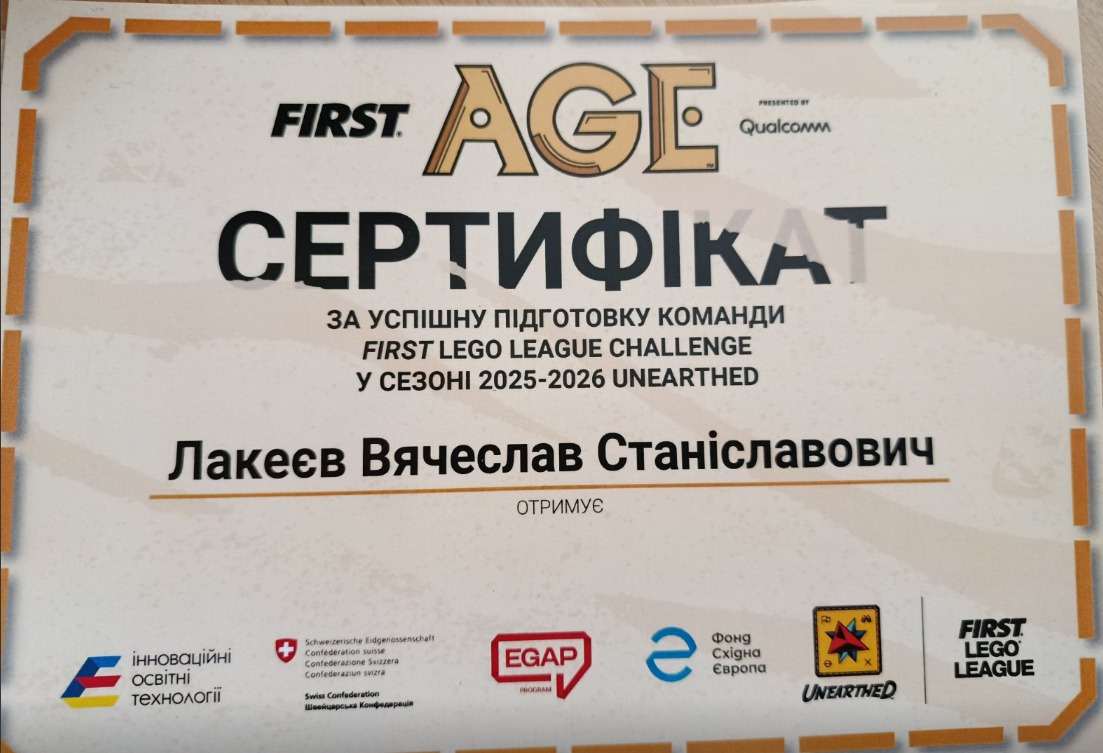 FIRST AGE
PRESENTED BY
Qualcomm
СЕРТИФІКАТ
ЗА УСПІШНУ ПІДГОТОВКУ КОМАНДИ
FIRST LEGO LEAGUE CHALLENGE
У СЕЗОНІ 2025-2026 UNEARTHED
Лакеєв Вячеслав Станіславович
ОТРИМУЄ
інноваційні
освітні
технології
Schweizerische Eidgenossenschaft
Confédération suisse
Confederazione Svizzera
Confederaziun svizra
Swiss Confederation
Швейцарська Конфедерація
EGAP
PROGRAM
Фонд
Східна
Європа
UNEARTHED
FIRST
LEGO
LEAGUE